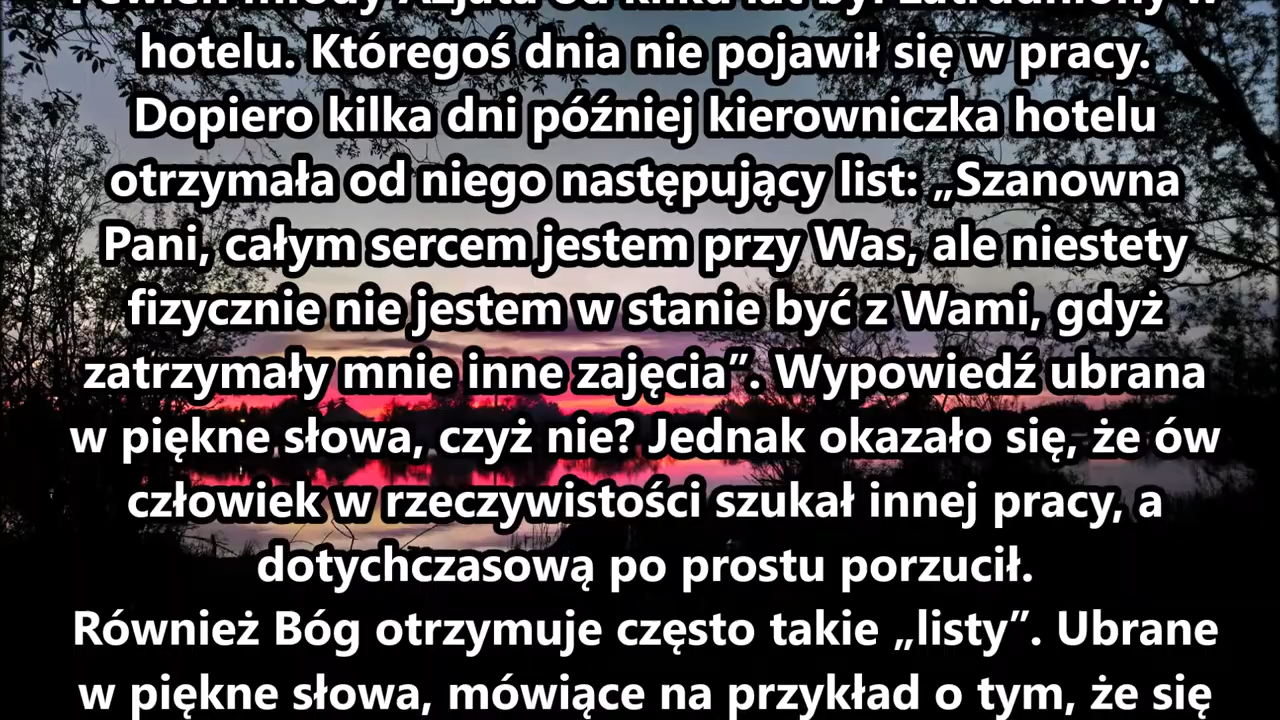 hotelu. Któregoś dnia nie pojawił się w pracy.
Dopiero kilka dni później kierowniczka hotelu
otrzymała od niego następujący list: „Szanowna
Pani, całym sercem jestem przy Was, ale niestety
fizycznie nie jestem w stanie być z Wami, gdyż
zatrzymały mnie inne zajęcia”. Wypowiedź ubrana
w piękne słowa, czyż nie? Jednak okazało się, że ów
człowiek w rzeczywistości szukał innej pracy, a
dotychczasową po prostu porzucił.
Również Bóg otrzymuje często takie „listy”. Ubrane
w piękne słowa, mówiące na przykład o tym, że się